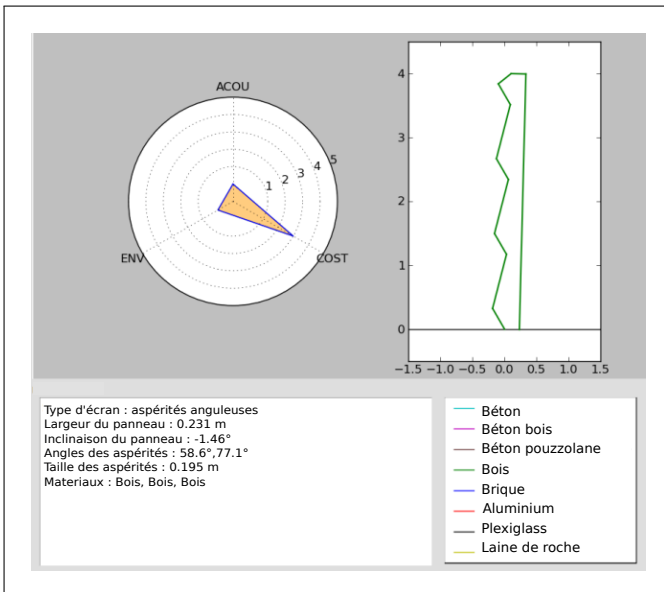 ACOU
1 2 3 4 5
ENV
COST
4
3
2
1
0
−1.5 −1.0 −0.5 0.0 0.5 1.0 1.5
Type d'écran : aspérités anguleuses
Largeur du panneau : 0.231 m
Inclinaison du panneau : -1.46°
Angles des aspérités : 58.6°,77.1°
Taille des aspérités : 0.195 m
Materiaux : Bois, Bois, Bois
Béton
Béton bois
Béton pouzzolane
Bois
Brique
Aluminium
Plexiglass
Laine de roche